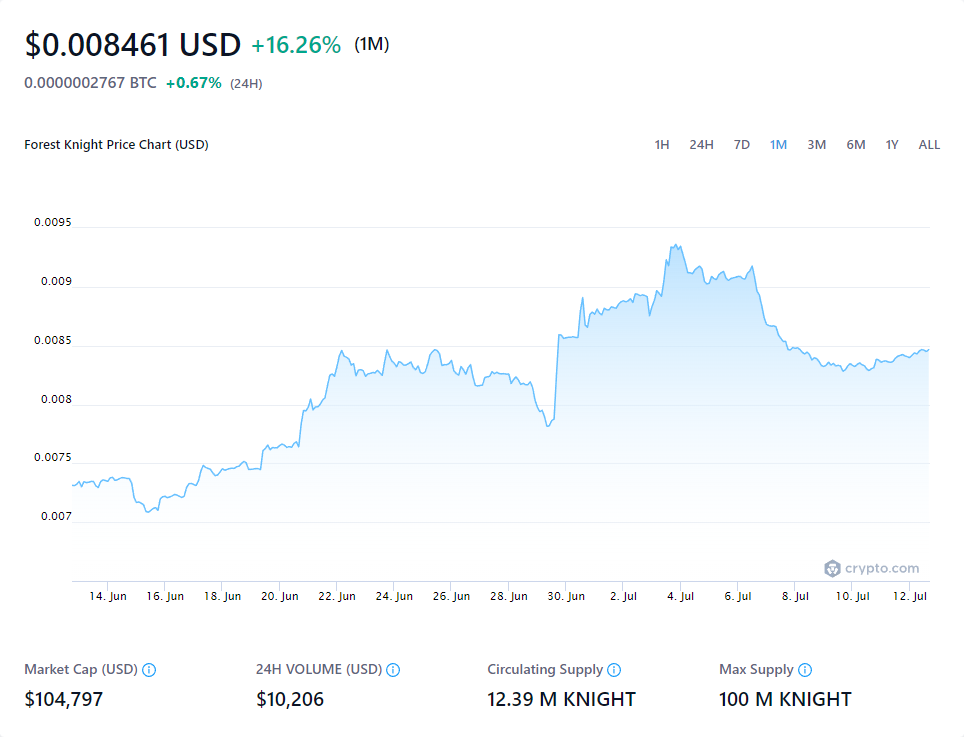 $0.008461 USD +16.26% (1M)
0.0000002767 BTC +0.67% (24H)
Forest Knight Price Chart (USD) 1H 24H 7D 1M 3M 6M 1Y ALL
0.0095
0.009
0.0085
0.008
0.0075
0.007
crypto.com
14. Jun 16. Jun 18. Jun 20. Jun 22. Jun 24. Jun 26. Jun 28. Jun 30. Jun 2. Jul 4. Jul 6. Jul 8. Jul 10. Jul 12. Jul
Market Cap (USD) 24H VOLUME (USD) Circulating Supply Max Supply
$104,797 $10,206 12.39 M KNIGHT 100 M KNIGHT